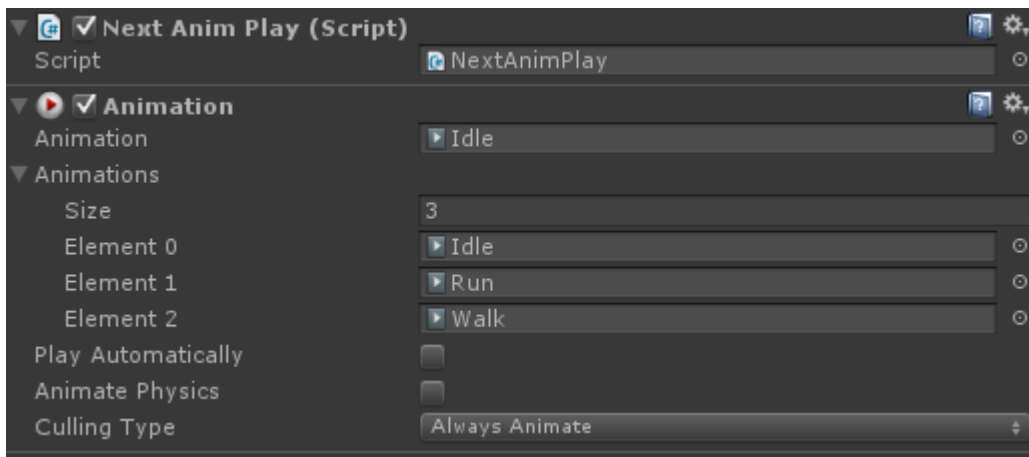 Next Anim Play (Script)
Script NextAnimPlay
Animation
Animation Idle
Animations
Size 3
Element 0 Idle
Element 1 Run
Element 2 Walk
Play Automatically
Animate Physics
Culling Type Always Animate